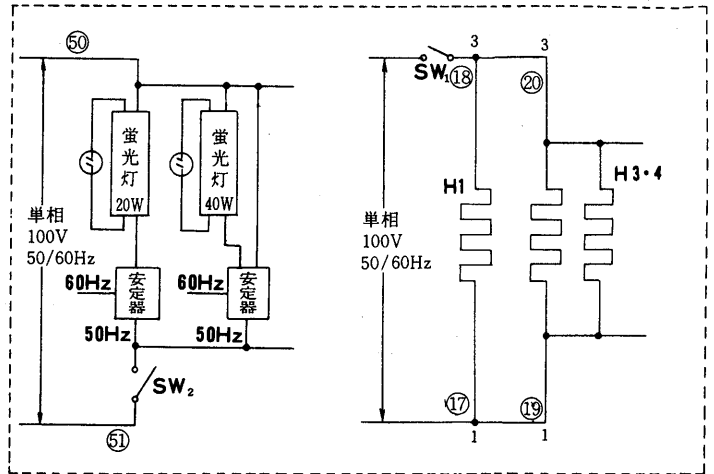 ㊿
蛍光灯
20W
蛍光灯
40W
単相
100V
50/60Hz
60Hz
安定器
60Hz
安定器
50Hz
50Hz
SW₂
51
3
3
SW₁
⑱
⑳
H1
H3・4
単相
100V
50/60Hz
⑰
⑲
1
1